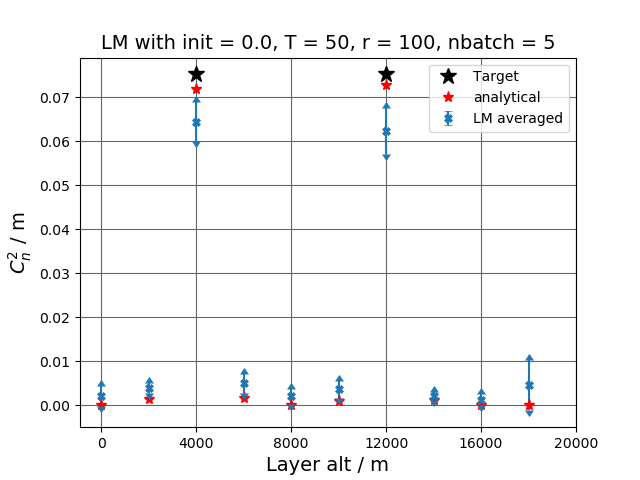 LM with init = 0.0, T = 50, r = 100, nbatch = 5
Target
analytical
LM averaged
0.07
0.06
0.05
0.04
0.03
0.02
0.01
0.00
$C_n^2$ / m
0 4000 8000 12000 16000 20000
Layer alt / m